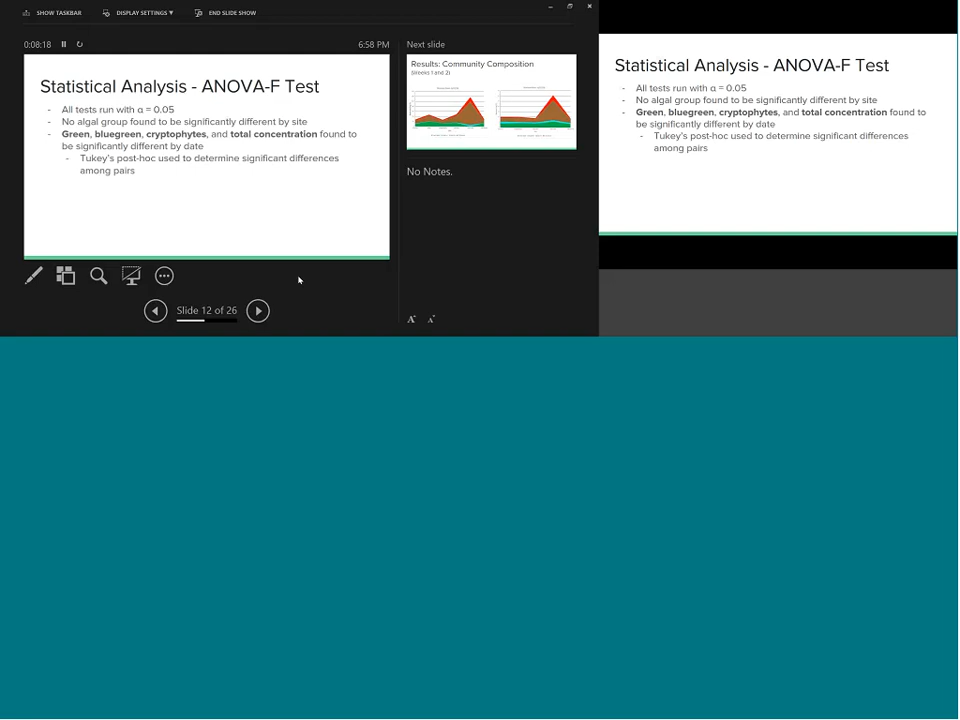 SHOW TASKBAR
DISPLAY SETTINGS ▼
END SLIDE SHOW
0:08:18
6:58 PM
Statistical Analysis - ANOVA-F Test
- All tests run with α = 0.05
- No algal group found to be significantly different by site
- Green, bluegreen, cryptophytes, and total concentration found to
be significantly different by date
- Tukey's post-hoc used to determine significant differences
among pairs
Slide 12 of 26
Next slide
Results: Community Composition
(Weeks 1 and 2)
No Notes.
A A
Statistical Analysis - ANOVA-F Test
- All tests run with α = 0.05
- No algal group found to be significantly different by site
- Green, bluegreen, cryptophytes, and total concentration found to
be significantly different by date
- Tukey's post-hoc used to determine significant differences
among pairs